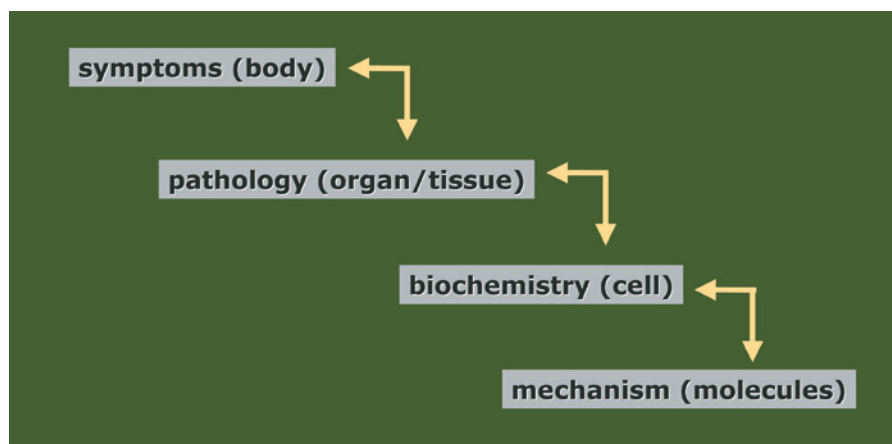 symptoms (body)
pathology (organ/tissue)
biochemistry (cell)
mechanism (molecules)